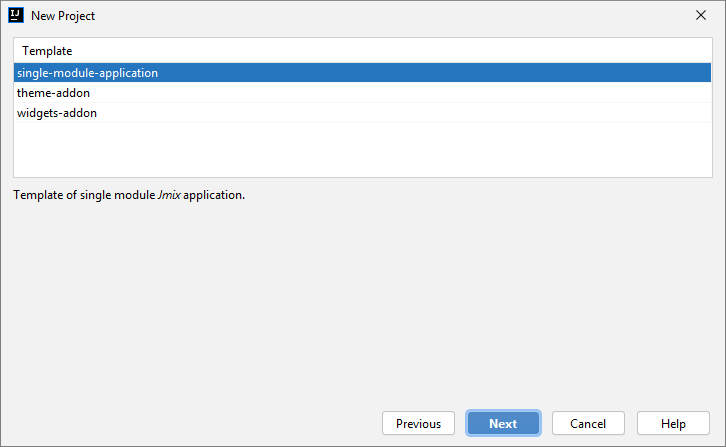 New Project
Template
single-module-application
theme-addon
widgets-addon
Template of single module Jmix application.
Previous Next Cancel Help